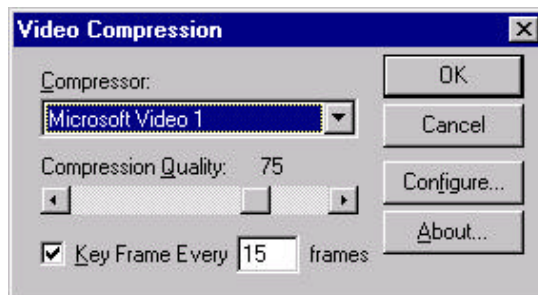 Video Compression
Compressor:
Microsoft Video 1
Compression Quality: 75
Key Frame Every 15 frames
OK
Cancel
Configure...
About...